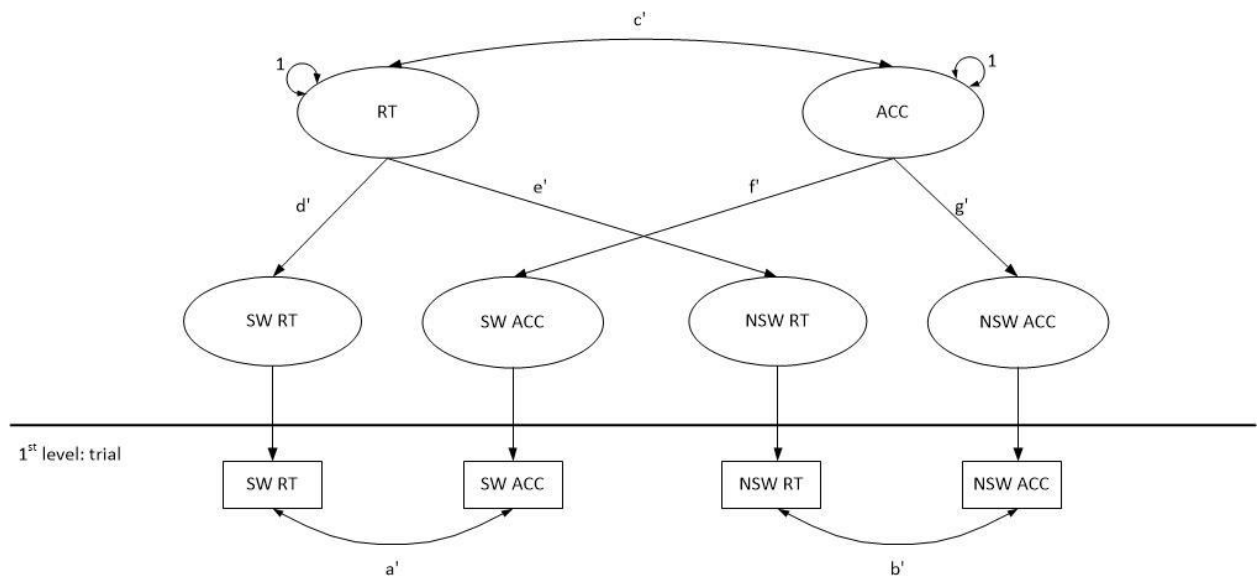 c'
1
1
RT
ACC
d'
e'
f'
g'
SW RT
SW ACC
NSW RT
NSW ACC
1st level: trial
SW RT
SW ACC
NSW RT
NSW ACC
a'
b'